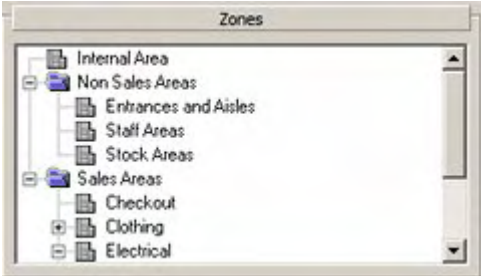 Zones
Internal Area
Non Sales Areas
Entrances and Aisles
Staff Areas
Stock Areas
Sales Areas
Checkout
Clothing
Electrical